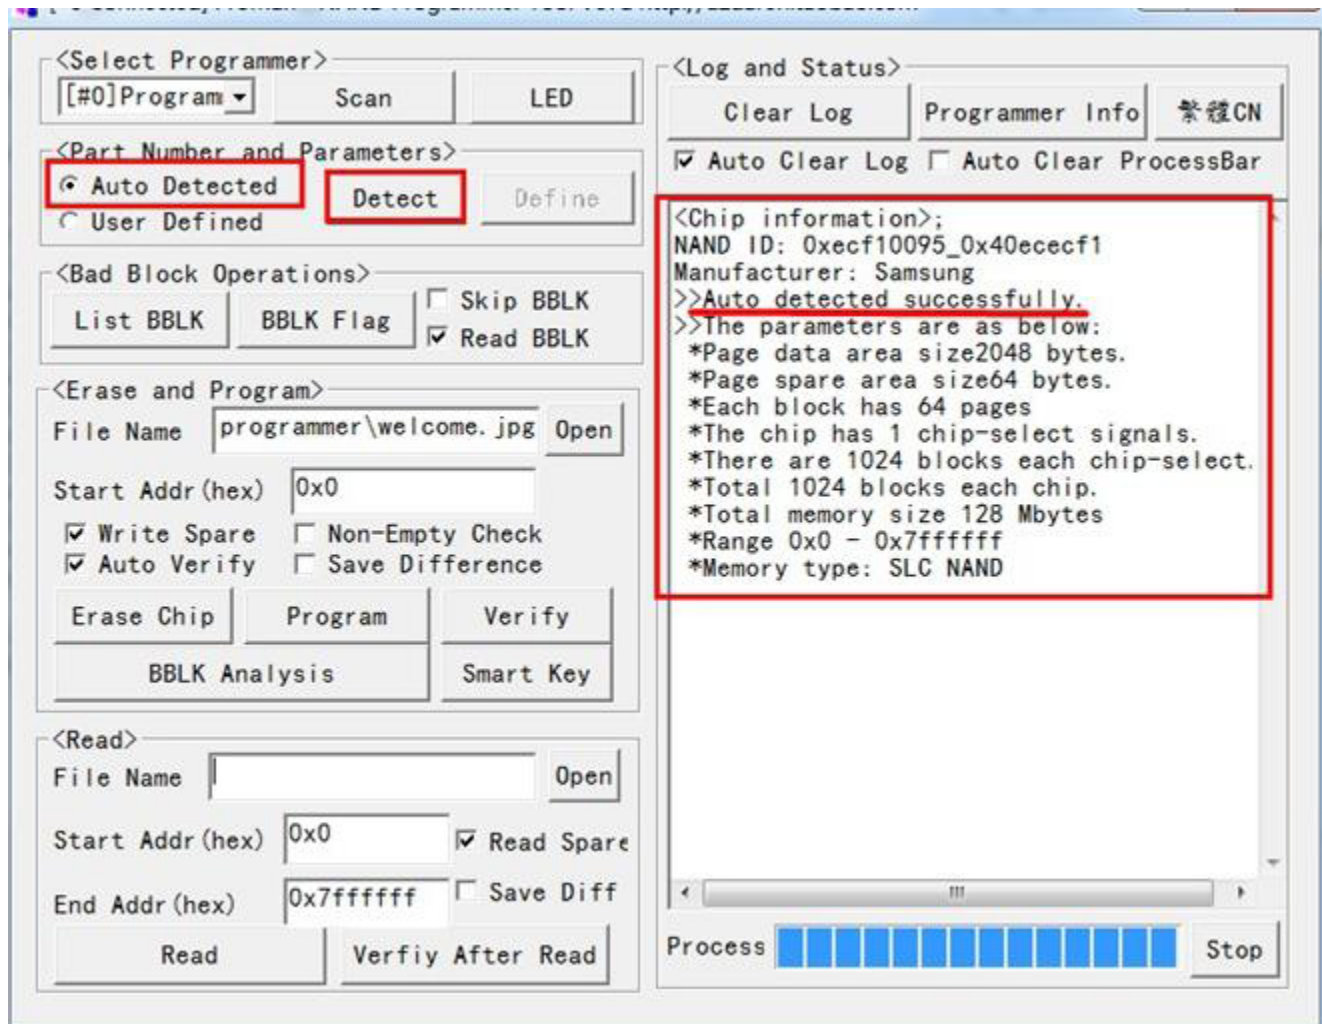 <Select Programmer>
[#0]Program
Scan
LED
<Part Number and Parameters>
Auto Detected
User Defined
Detect
Define
<Bad Block Operations>
List BBLK
BBLK Flag
Skip BBLK
Read BBLK
<Erase and Program>
File Name
programmer\welcome.jpg
Open
Start Addr(hex)
0x0
Write Spare
Non-Empty Check
Auto Verify
Save Difference
Erase Chip
Program
Verify
BBLK Analysis
Smart Key
<Read>
File Name
Open
Start Addr(hex)
0x0
Read Spare
End Addr(hex)
0x7ffffff
Save Diff
Read
Verfiy After Read
<Log and Status>
Clear Log
Programmer Info
繁體CN
Auto Clear Log
Auto Clear ProcessBar
<Chip information>;
NAND ID: 0xecf10095_0x40ececf1
Manufacturer: Samsung
>>Auto detected successfully.
>>The parameters are as below:
*Page data area size2048 bytes.
*Page spare area size64 bytes.
*Each block has 64 pages
*The chip has 1 chip-select signals.
*There are 1024 blocks each chip-select.
*Total 1024 blocks each chip.
*Total memory size 128 Mbytes
*Range 0x0 - 0x7ffffff
*Memory type: SLC NAND
Process
Stop